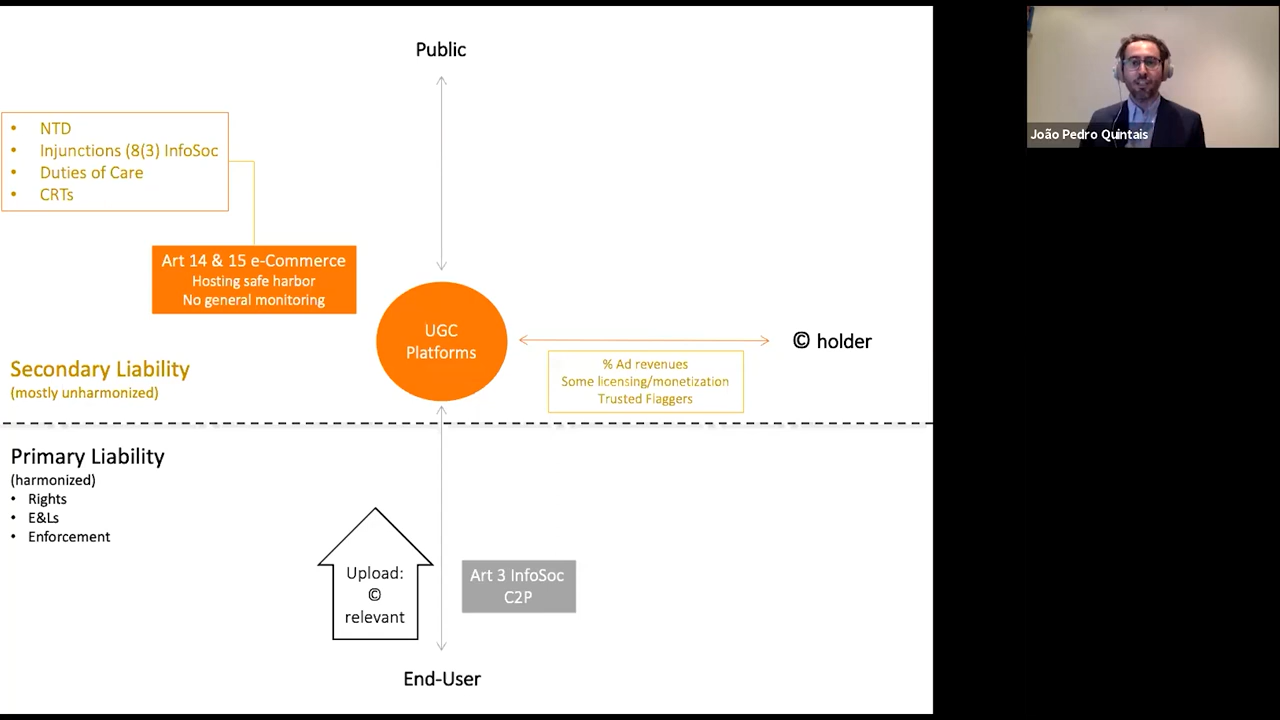 Public
• NTD
• Injunctions (8(3) InfoSoc
• Duties of Care
• CRTs
Art 14 & 15 e-Commerce
Hosting safe harbor
No general monitoring
UGC
Platforms
© holder
% Ad revenues
Some licensing/monetization
Trusted Flaggers
Secondary Liability
(mostly unharmonized)
Primary Liability
(harmonized)
• Rights
• E&Ls
• Enforcement
Upload:
©
relevant
Art 3 InfoSoc
C2P
End-User
João Pedro Quintais